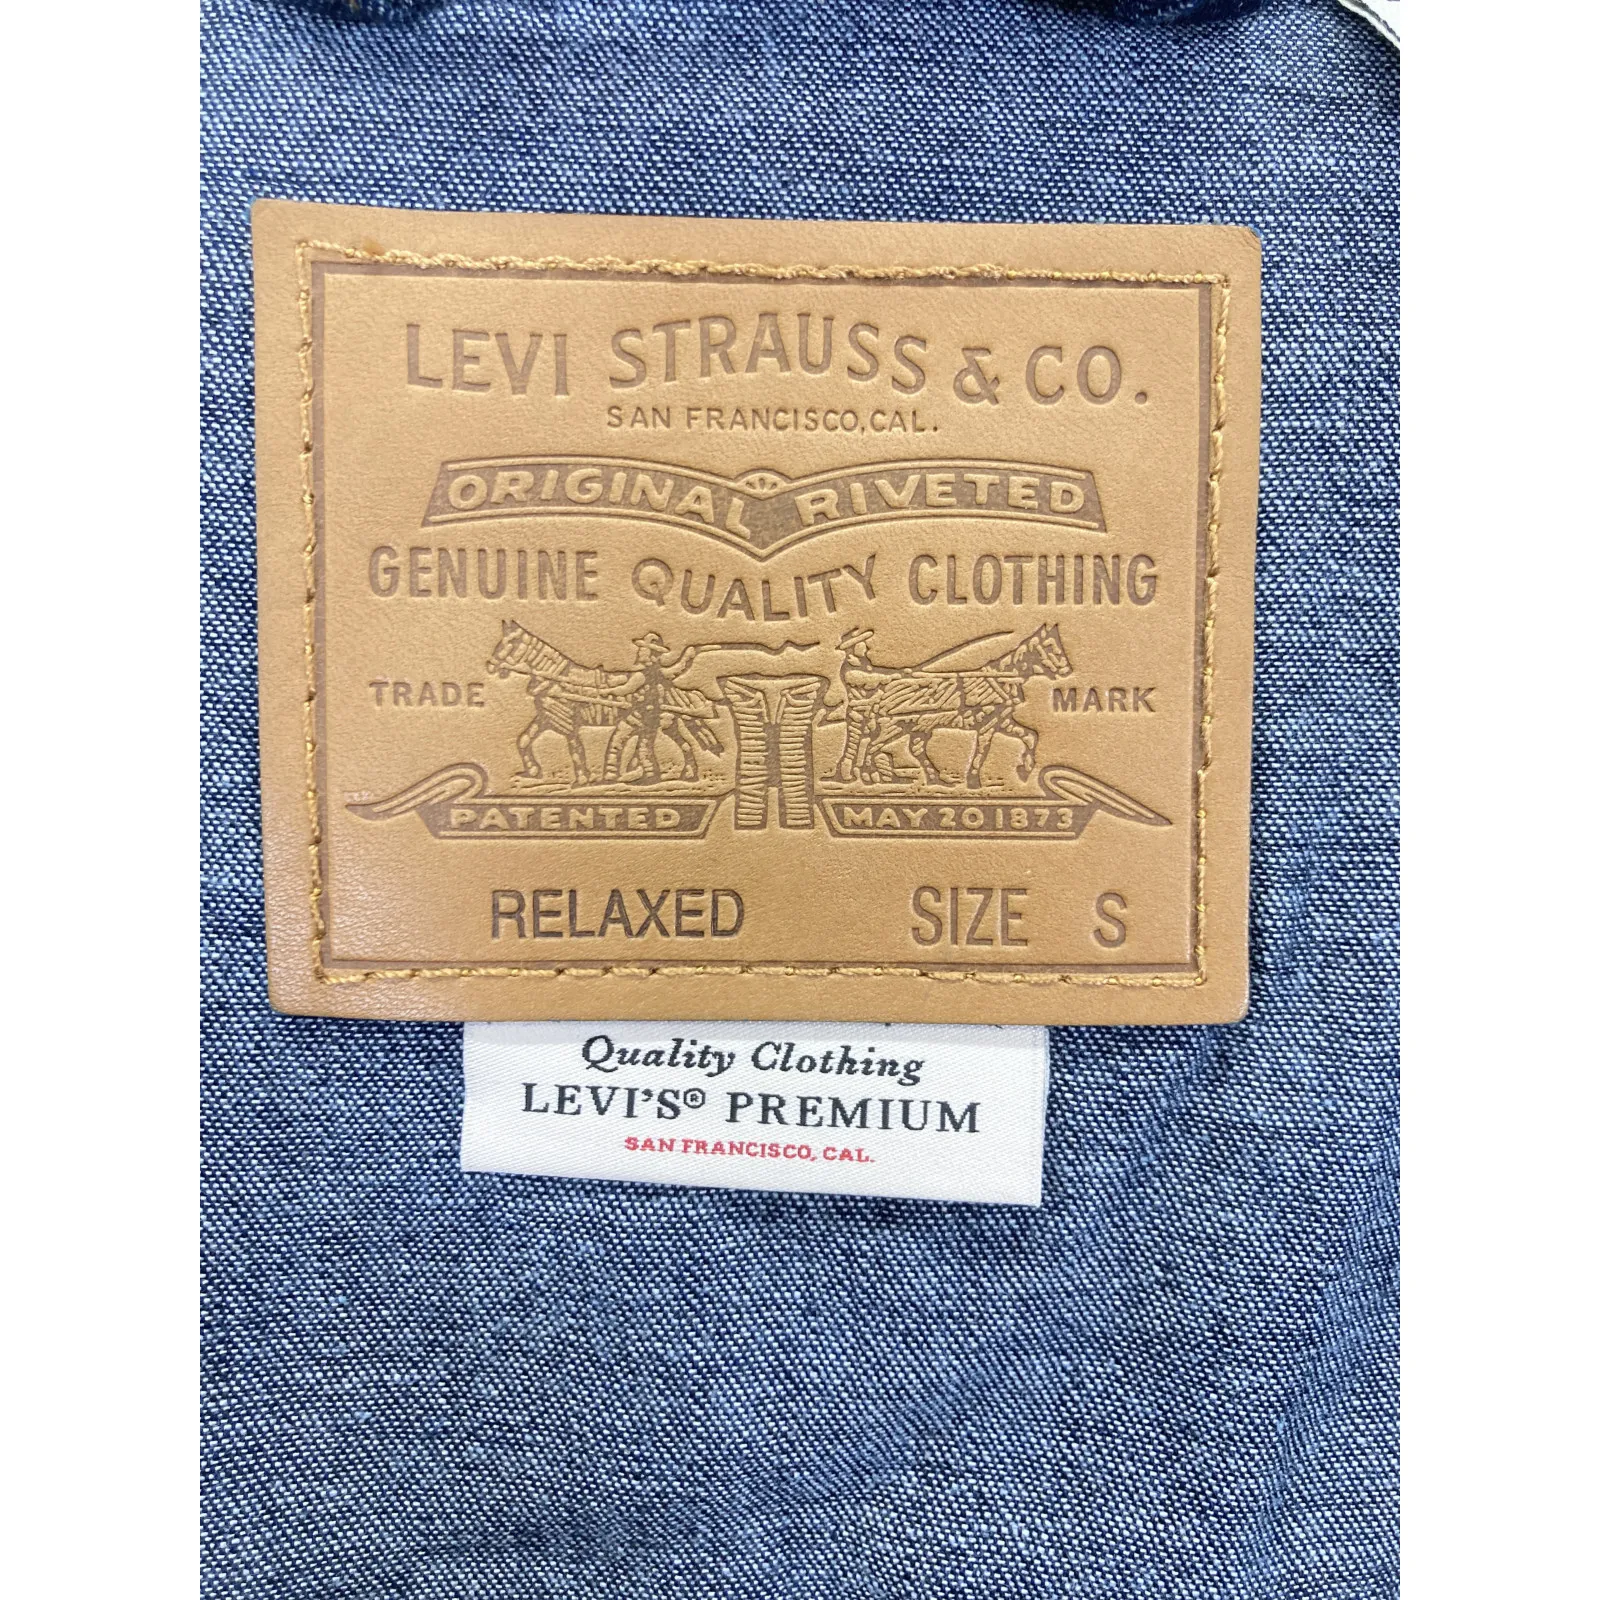 LEVI STRAUSS & CO.
SAN FRANCISCO, CAL.
ORIGINAL RIVETED
GENUINE QUALITY CLOTHING
TRADE MARK
PATENTED MAY 20 1873
RELAXED SIZE S
Quality Clothing
LEVI'S® PREMIUM
SAN FRANCISCO, CAL.